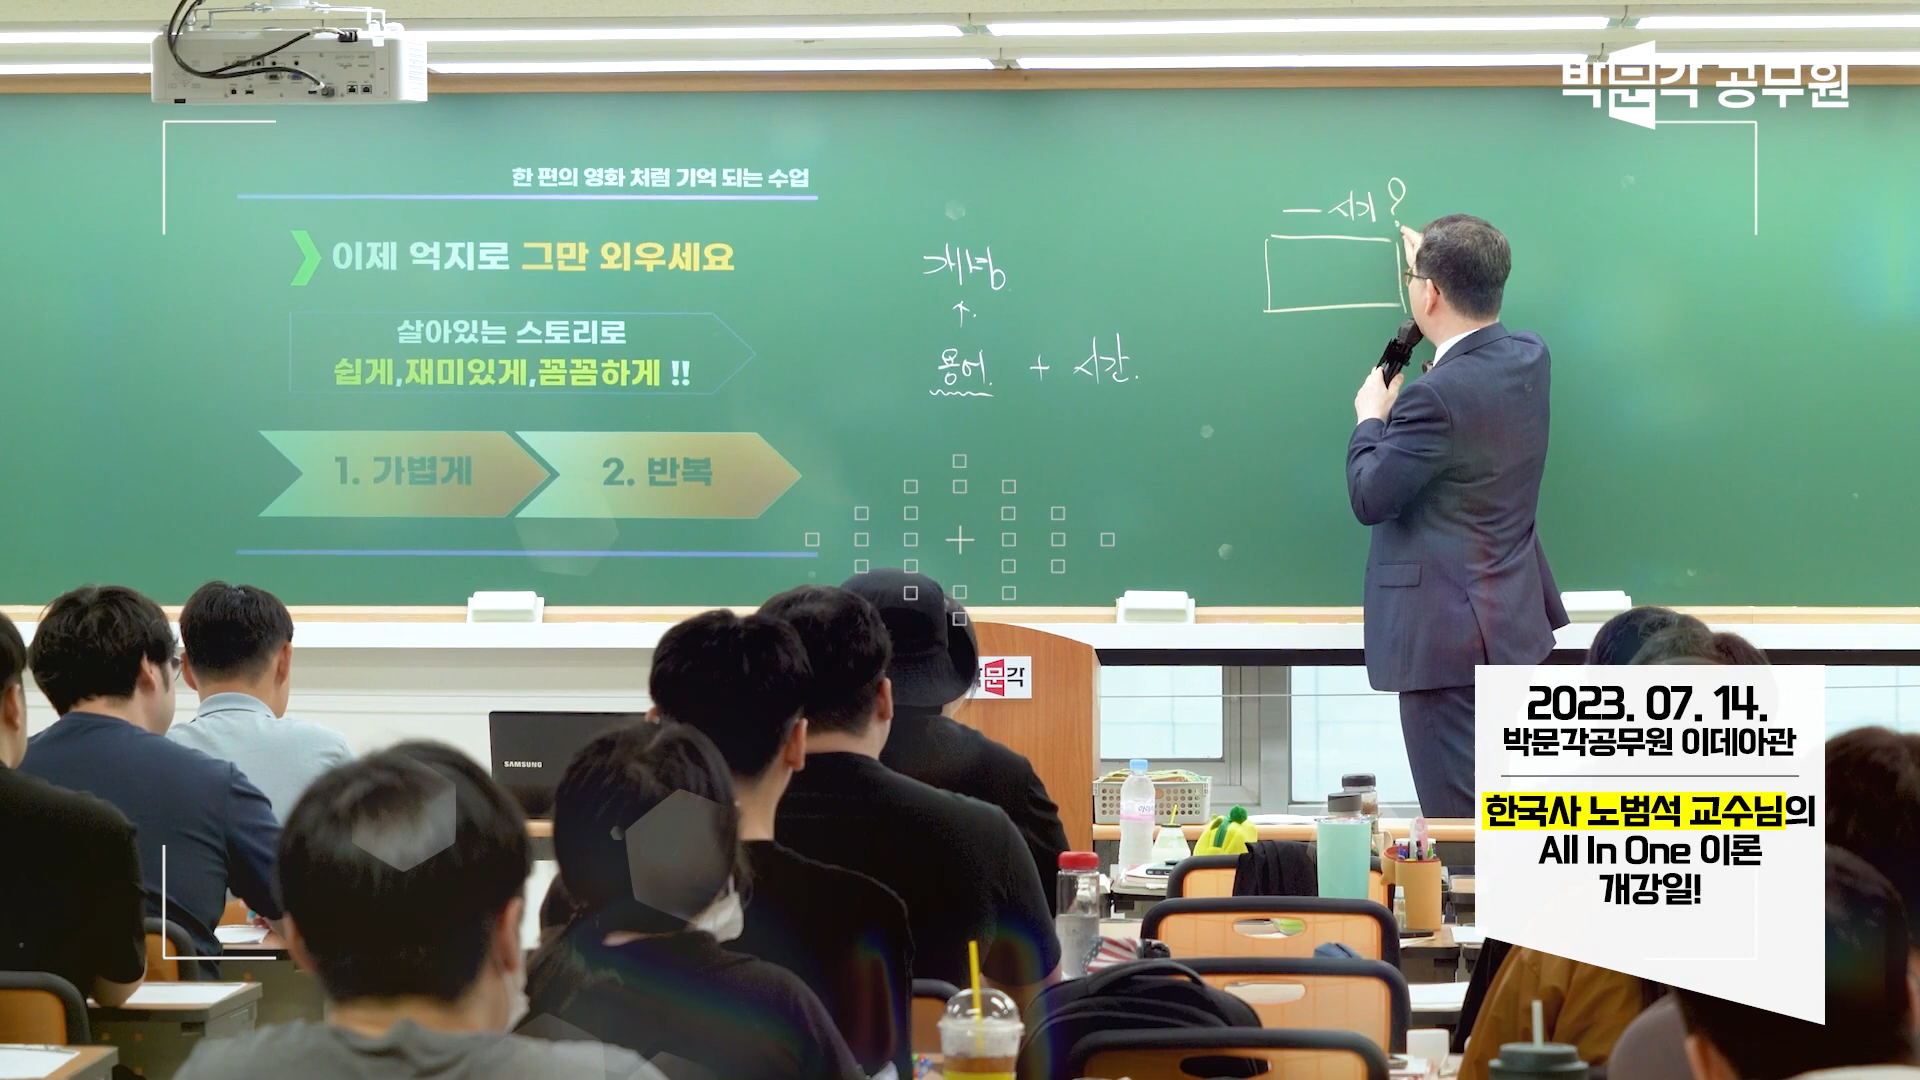 박문각 공무원
한 편의 영화 처럼 기억 되는 수업
이제 억지로 그만 외우세요
살아있는 스토리로
쉽게,재미있게,꼼꼼하게 !!
1. 가볍게
2. 반복
개념
용어 + 시간
ㅡ 시기?
문각
SAMSUNG
2023. 07. 14.
박문각공무원 이데아관
한국사 노범석 교수님의
All In One 이론
개강일!